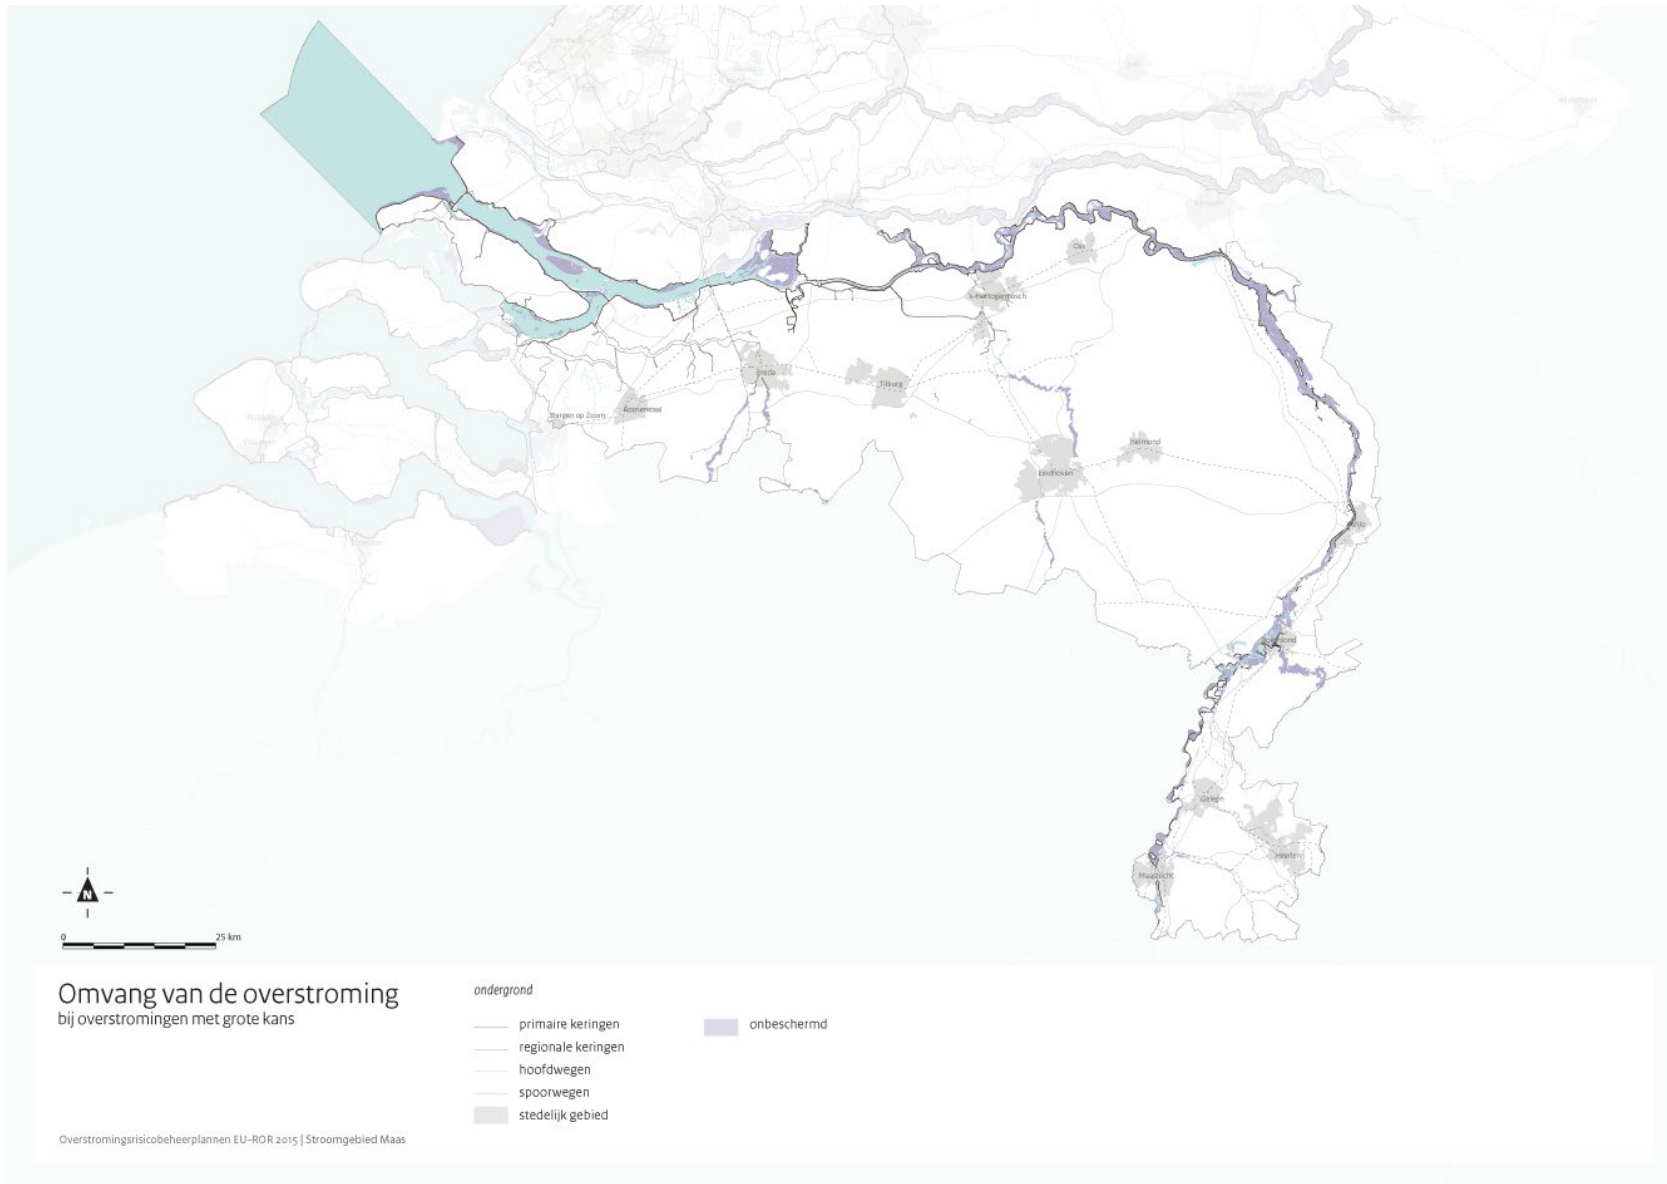 Oss
's-Hertogenbosch
Breda
Tilburg
Bergen op Zoom
Roosendaal
Helmond
Eindhoven
Venlo
Roermond
Geleen
Heerlen
Maastricht
N
0 25 km
Omvang van de overstroming
bij overstromingen met grote kans
ondergrond
primaire keringen
onbeschermd
regionale keringen
hoofdwegen
spoorwegen
stedelijk gebied
Overstromingsrisicobeheerplannen EU-ROR 2015 | Stroomgebied Maas